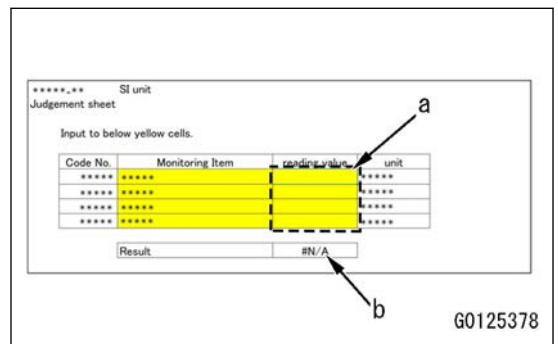 *****-** SI unit
Judgement sheet
a
Input to below yellow cells.
Code No. Monitoring Item reading value unit
***** ***** *****
***** ***** *****
***** ***** *****
***** ***** *****
Result #N/A
b
G0125378